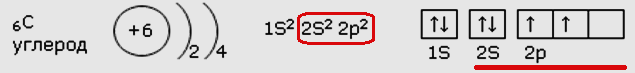 ₆C +6 ) ) 1S² 2S² 2p² ↑↓ ↑↓ ↑ ↑
углерод 2 4 1S 2S 2p